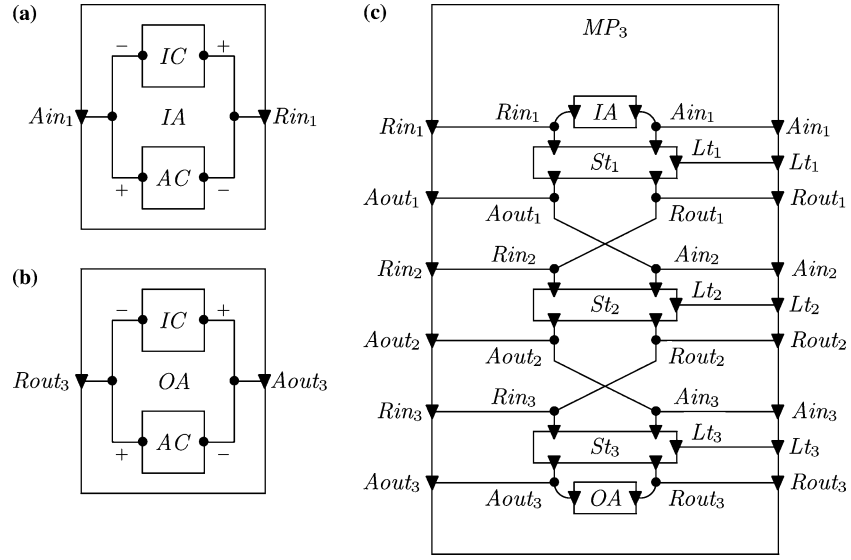 (a)
− IC +
Ain₁ IA Rin₁
+ AC −
(b)
− IC +
Rout₃ OA Aout₃
+ AC −
(c)
MP₃
Rin₁ Rin₁ IA Ain₁ Ain₁
St₁ Lt₁ Lt₁
Aout₁ Aout₁ Rout₁ Rout₁
Rin₂ Rin₂ Ain₂ Ain₂
St₂ Lt₂ Lt₂
Aout₂ Aout₂ Rout₂ Rout₂
Rin₃ Rin₃ Ain₃ Ain₃
St₃ Lt₃ Lt₃
Aout₃ Aout₃ OA Rout₃ Rout₃